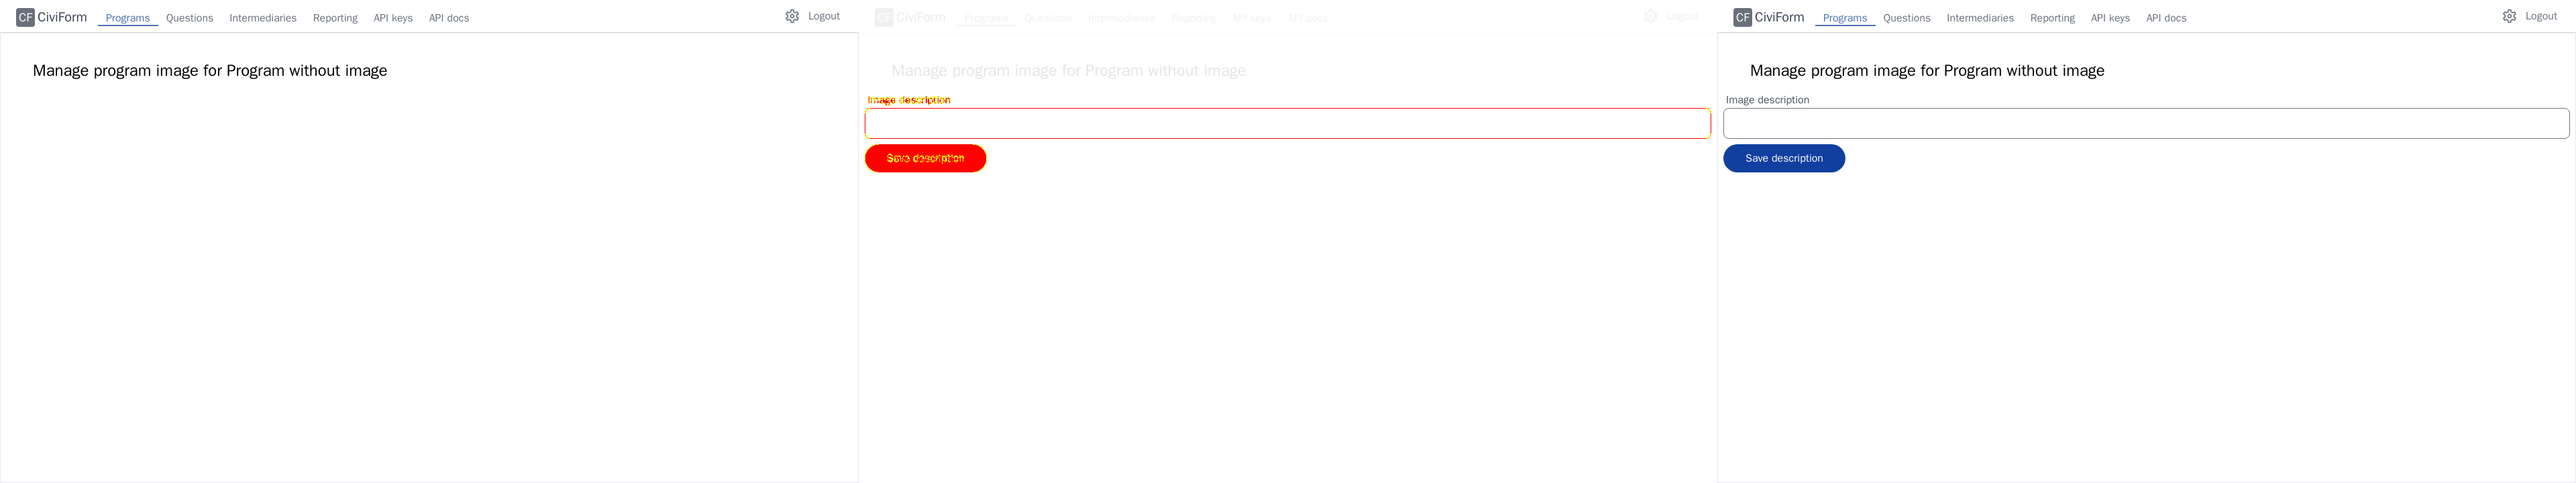 CF CiviForm Programs Questions Intermediaries Reporting API keys API docs Logout
Manage program image for Program without image
CF CiviForm Programs Questions Intermediaries Reporting API keys API docs Logout
Manage program image for Program without image
Image description
Save description
CF CiviForm Programs Questions Intermediaries Reporting API keys API docs Logout
Manage program image for Program without image
Image description
Save description